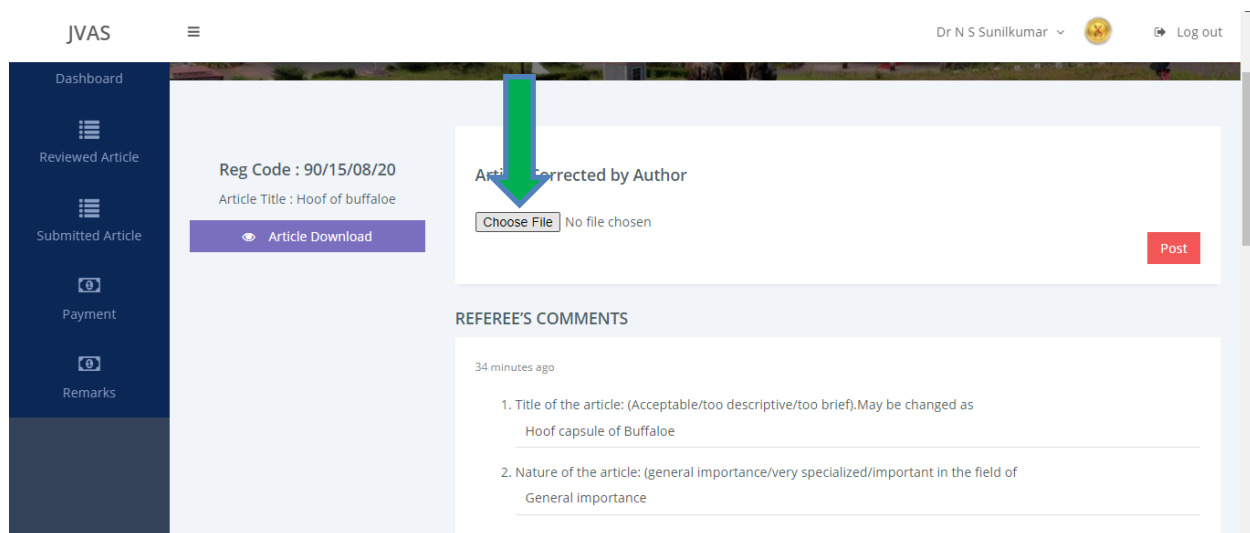 JVAS
Dr N S Sunilkumar
Log out
Dashboard
Reviewed Article
Submitted Article
Payment
Remarks
Reg Code : 90/15/08/20
Article Title : Hoof of buffaloe
Article Download
Corrected by Author
Choose File No file chosen
Post
REFEREE'S COMMENTS
34 minutes ago
1. Title of the article: (Acceptable/too descriptive/too brief).May be changed as
Hoof capsule of Buffaloe
2. Nature of the article: (general importance/very specialized/important in the field of
General importance